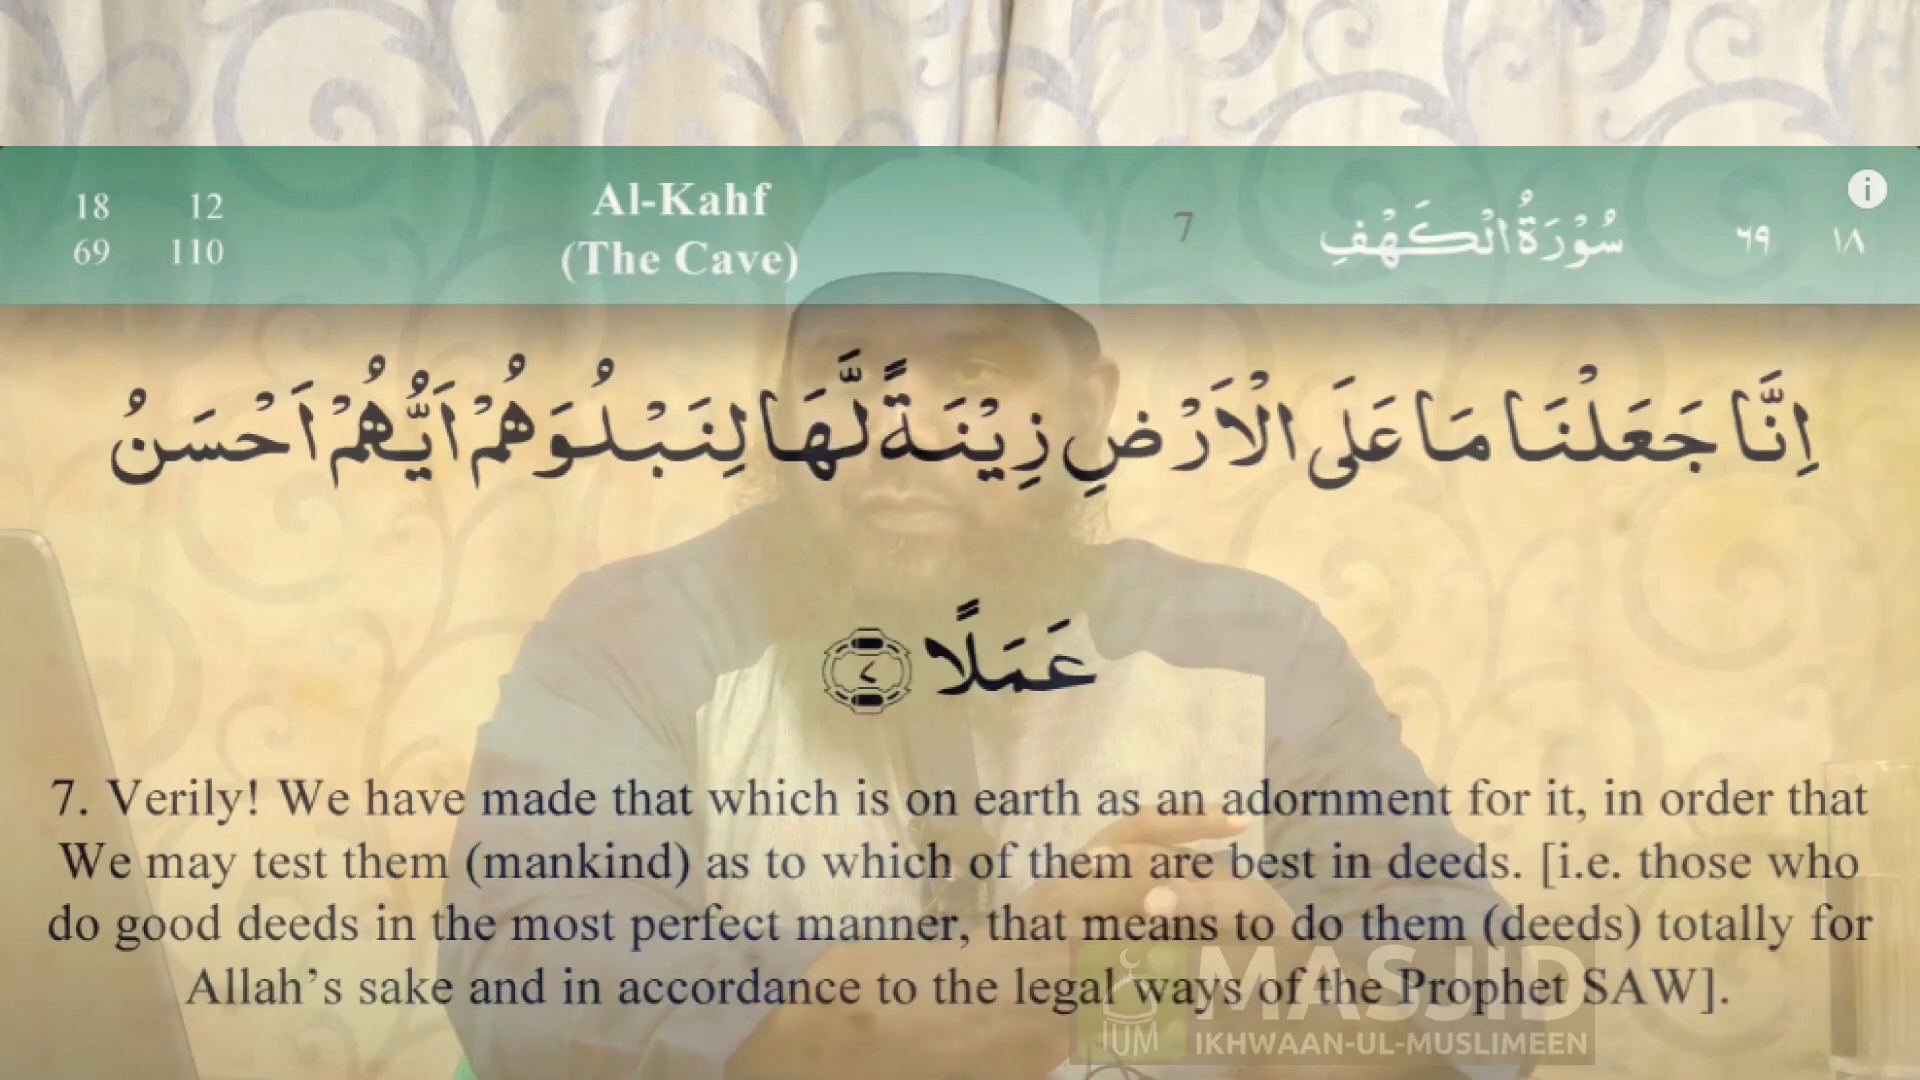 18 12
69 110
Al-Kahf
(The Cave)
7
سُوْرَةُ الْكَهْفِ
٦٩ ١٨
اِنَّا جَعَلْنَا مَا عَلَى الْاَرْضِ زِيْنَةً لَّهَا لِنَبْلُوَهُمْ اَيُّهُمْ اَحْسَنُ
عَمَلًا ٧
7. Verily! We have made that which is on earth as an adornment for it, in order that
We may test them (mankind) as to which of them are best in deeds. [i.e. those who
do good deeds in the most perfect manner, that means to do them (deeds) totally for
Allah’s sake and in accordance to the legal ways of the Prophet SAW].
MASJID
IUM IKHWAAN-UL-MUSLIMEEN